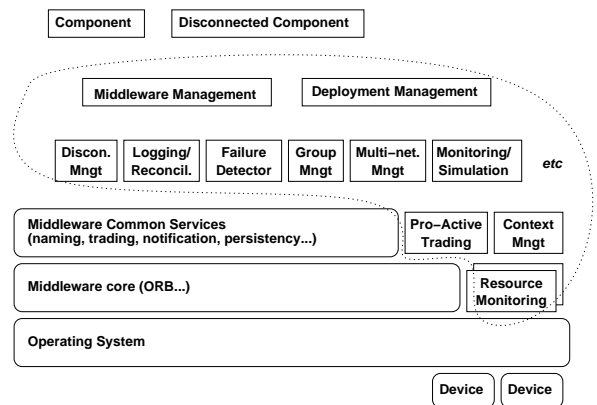 Component
Disconnected Component
Middleware Management
Deployment Management
Discon.
Mngt
Logging/
Reconcil.
Failure
Detector
Group
Mngt
Multi−net.
Mngt
Monitoring/
Simulation
etc
Middleware Common Services
(naming, trading, notification, persistency...)
Pro−Active
Trading
Context
Mngt
Middleware core (ORB...)
Resource
Monitoring
Operating System
Device
Device